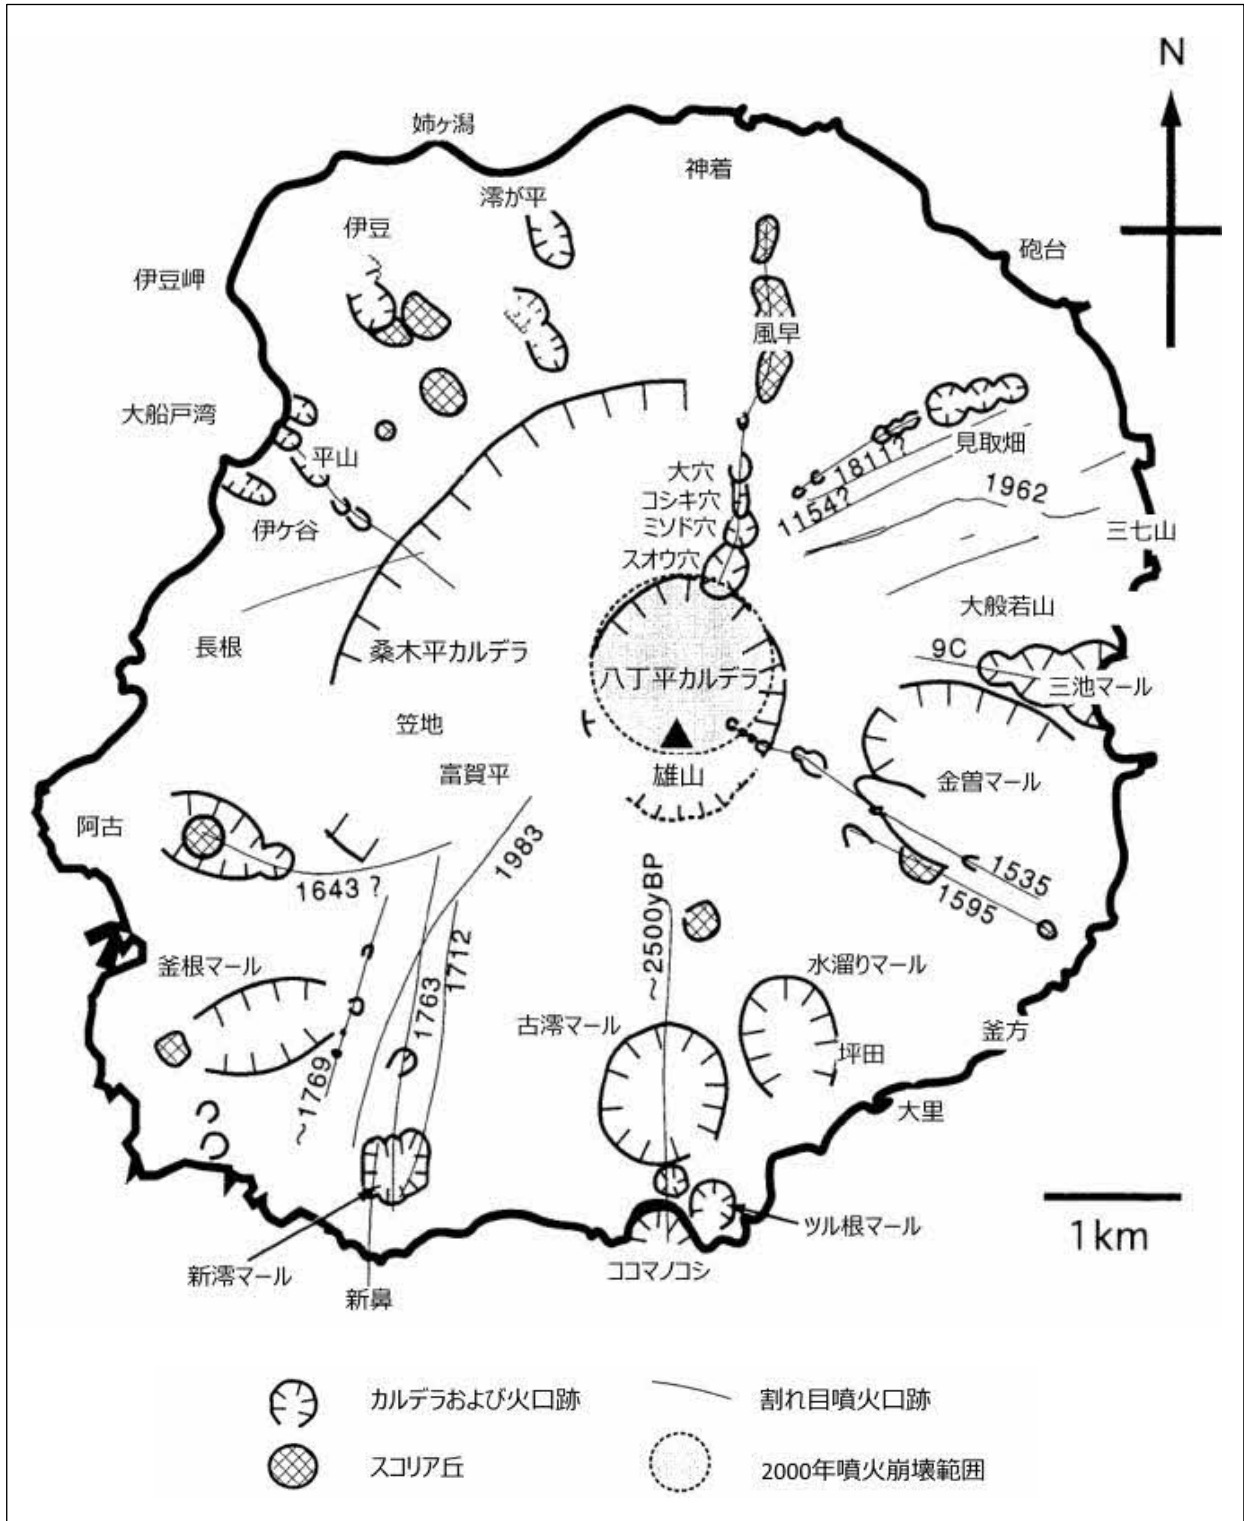 N
姉ヶ潟
神着
澪が平
伊豆
砲台
伊豆岬
風早
大船戸湾
見取畑
平山
大穴
1811?
コシキ穴
1962
1154?
ミソド穴
伊ケ谷
三七山
スオウ穴
大般若山
長根
桑木平カルデラ
9C
八丁平カルデラ
三池マール
笠地
富賀平
雄山
金曽マール
阿古
1983
1643 ?
1535
1595
~2500yBP
釜根マール
1712
水溜りマール
1763
古澪マール
釜方
坪田
~1769
大里
ツル根マール
1km
新澪マール
ココマノコシ
新鼻
カルデラおよび火口跡
割れ目噴火口跡
スコリア丘
2000年噴火崩壊範囲